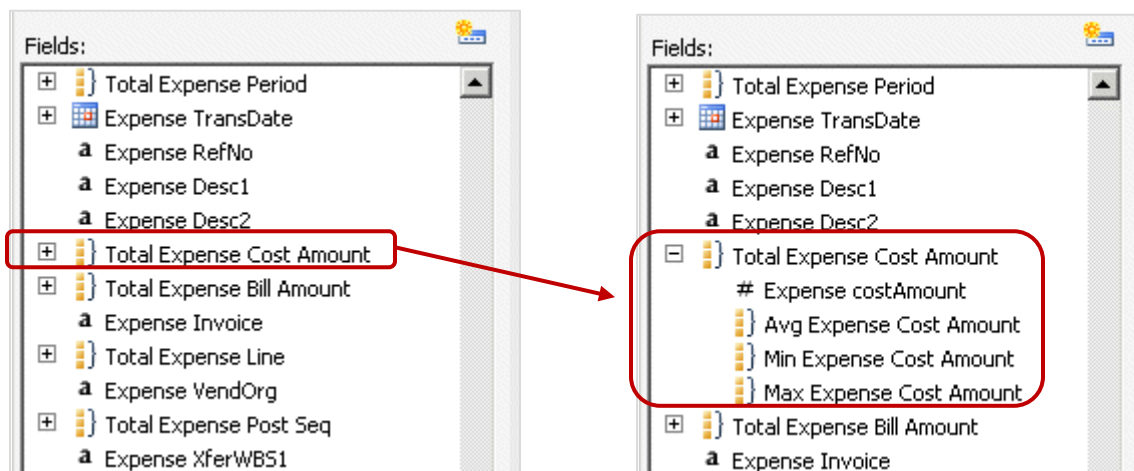 Fields:
Total Expense Period
Expense TransDate
a Expense RefNo
a Expense Desc1
a Expense Desc2
Total Expense Cost Amount
Total Expense Bill Amount
a Expense Invoice
Total Expense Line
a Expense VendOrg
Total Expense Post Seq
a Expense XferWBS1
Fields:
Total Expense Period
Expense TransDate
a Expense RefNo
a Expense Desc1
a Expense Desc2
Total Expense Cost Amount
# Expense costAmount
Avg Expense Cost Amount
Min Expense Cost Amount
Max Expense Cost Amount
Total Expense Bill Amount
a Expense Invoice